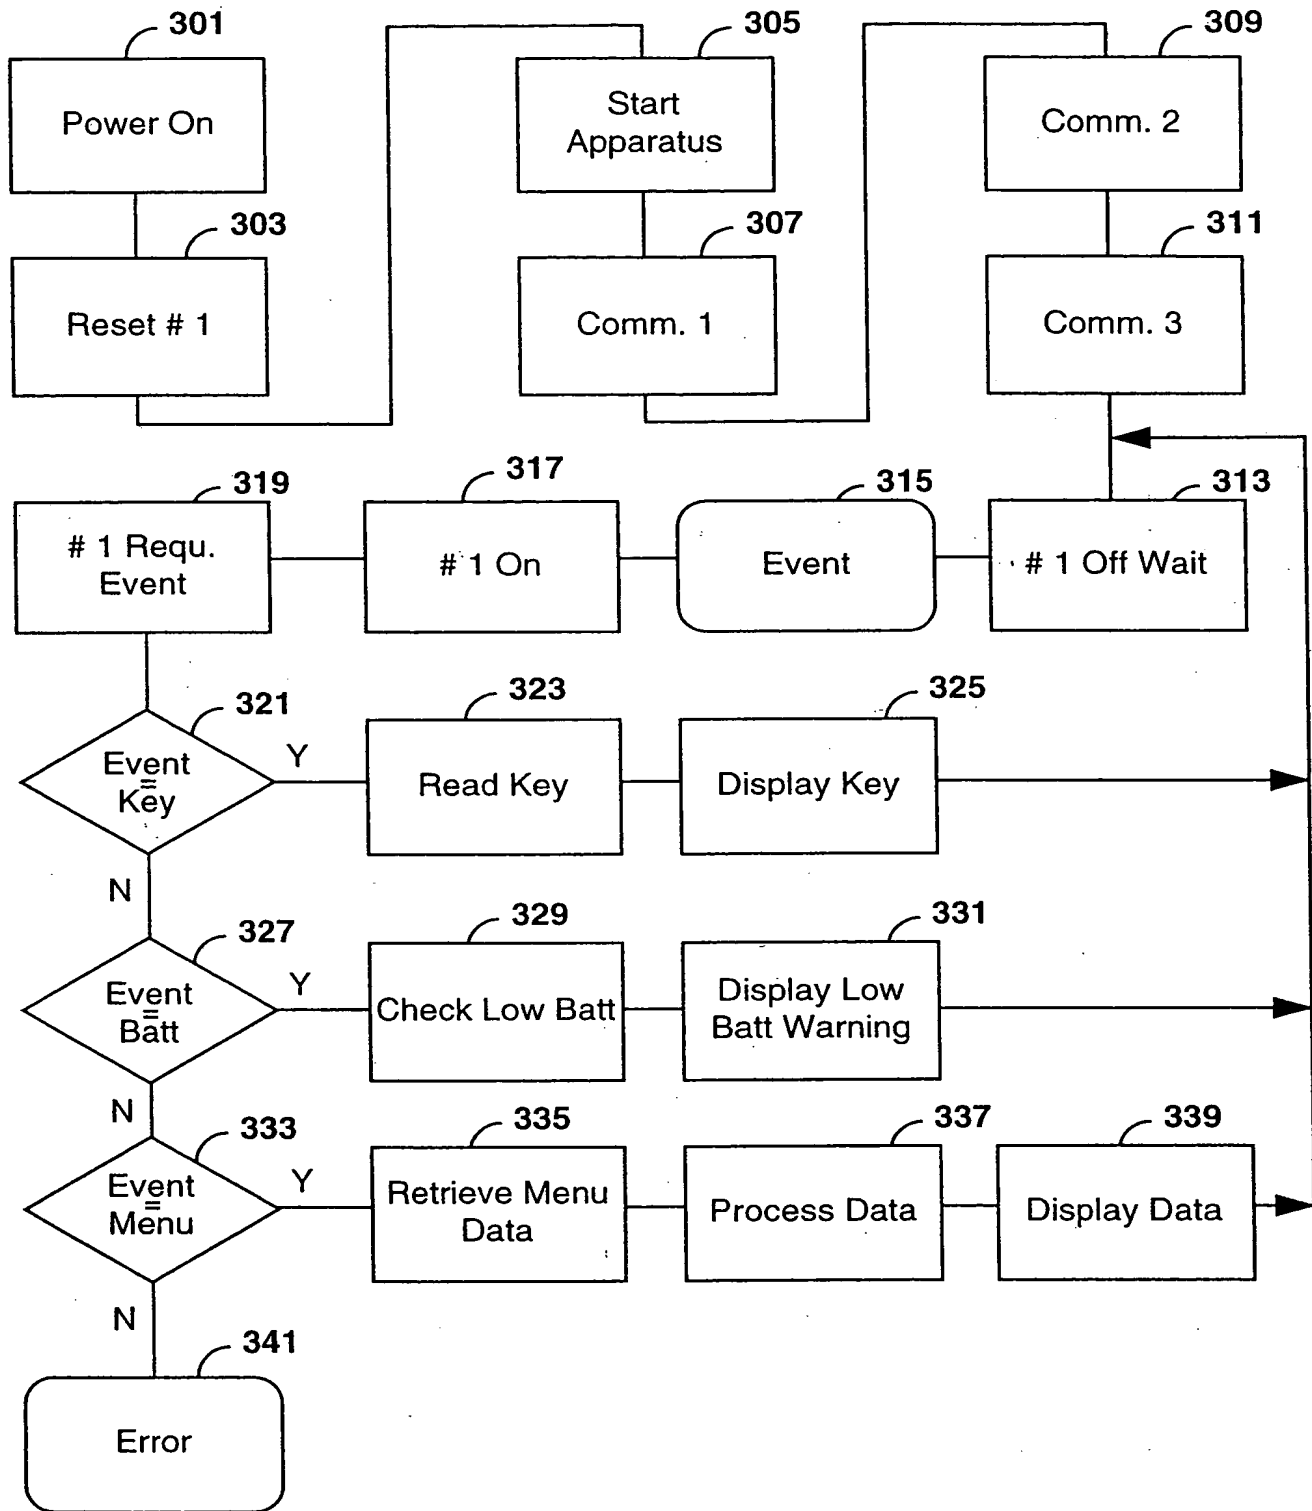 301
Power On
303
Reset # 1
305
Start
Apparatus
307
Comm. 1
309
Comm. 2
311
Comm. 3
313
# 1 Off Wait
315
Event
317
# 1 On
319
# 1 Requ.
Event
321
Event
=
Key
Y
323
Read Key
325
Display Key
N
327
Event
=
Batt
Y
329
Check Low Batt
331
Display Low
Batt Warning
N
333
Event
=
Menu
Y
335
Retrieve Menu
Data
337
Process Data
339
Display Data
N
341
Error